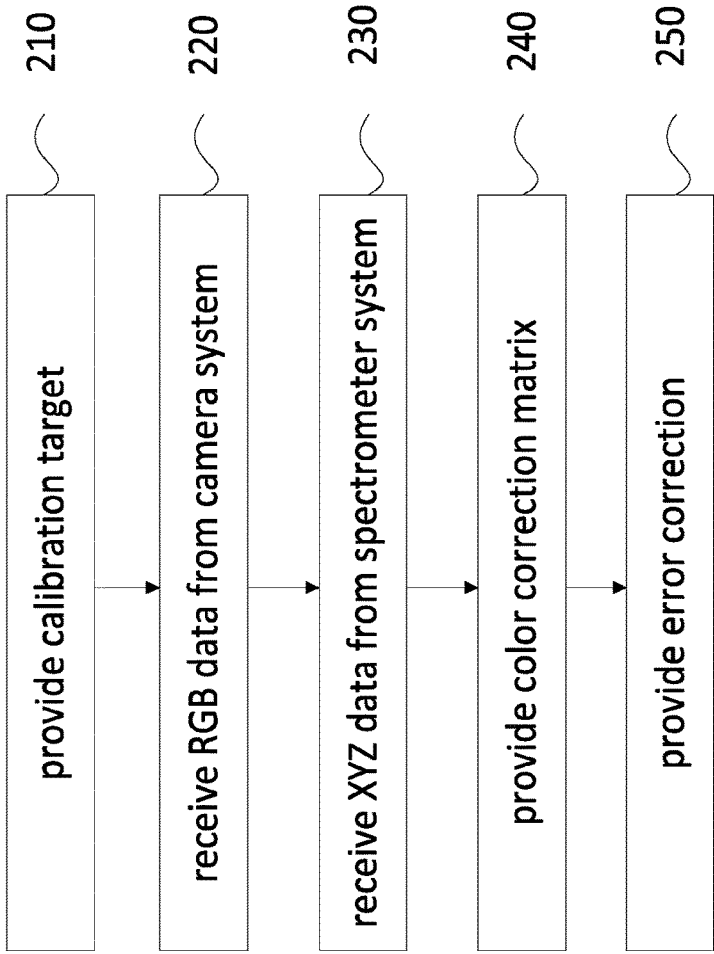 provide calibration target
210
receive RGB data from camera system
220
receive XYZ data from spectrometer system
230
provide color correction matrix
240
provide error correction
250